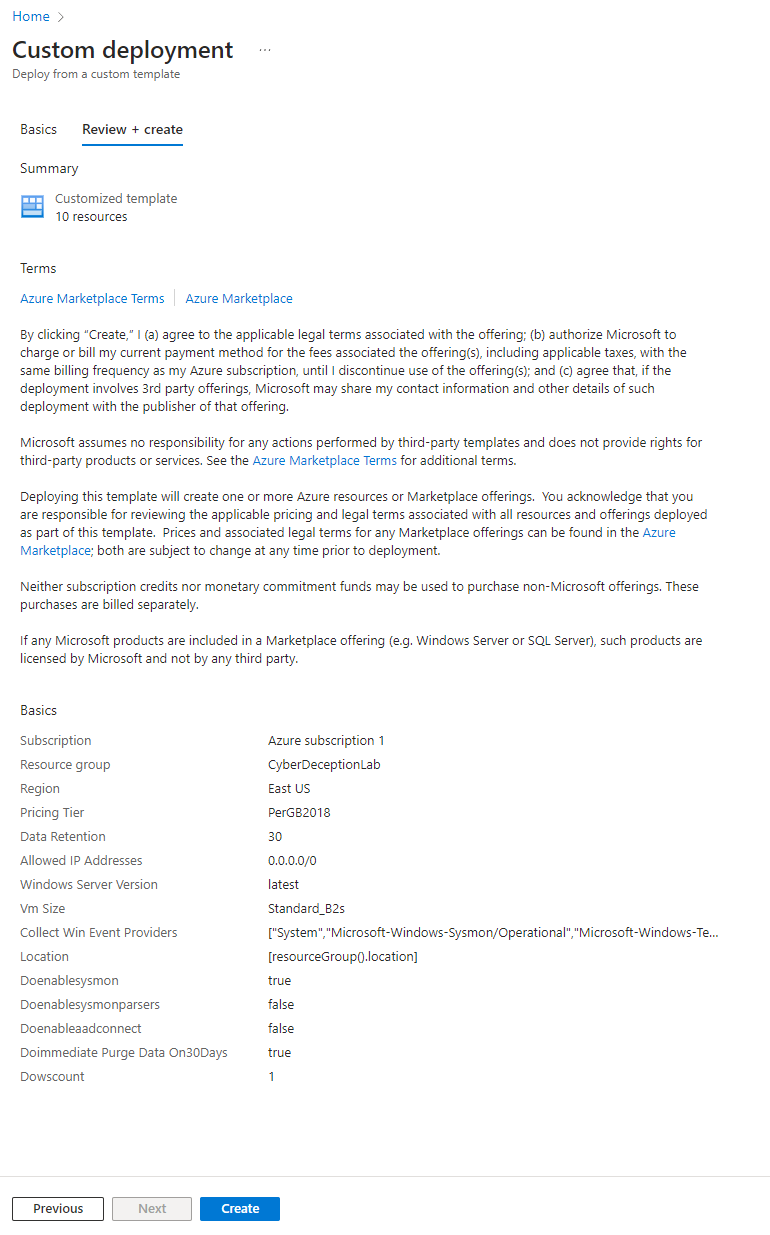 Home
Custom deployment ...
Deploy from a custom template
Basics Review + create
Summary
Customized template
10 resources
Terms
Azure Marketplace Terms Azure Marketplace
By clicking “Create,” I (a) agree to the applicable legal terms associated with the offering; (b) authorize Microsoft to
charge or bill my current payment method for the fees associated the offering(s), including applicable taxes, with the
same billing frequency as my Azure subscription, until I discontinue use of the offering(s); and (c) agree that, if the
deployment involves 3rd party offerings, Microsoft may share my contact information and other details of such
deployment with the publisher of that offering.
Microsoft assumes no responsibility for any actions performed by third-party templates and does not provide rights for
third-party products or services. See the Azure Marketplace Terms for additional terms.
Deploying this template will create one or more Azure resources or Marketplace offerings. You acknowledge that you
are responsible for reviewing the applicable pricing and legal terms associated with all resources and offerings deployed
as part of this template. Prices and associated legal terms for any Marketplace offerings can be found in the Azure
Marketplace; both are subject to change at any time prior to deployment.
Neither subscription credits nor monetary commitment funds may be used to purchase non-Microsoft offerings. These
purchases are billed separately.
If any Microsoft products are included in a Marketplace offering (e.g. Windows Server or SQL Server), such products are
licensed by Microsoft and not by any third party.
Basics
Subscription Azure subscription 1
Resource group CyberDeceptionLab
Region East US
Pricing Tier PerGB2018
Data Retention 30
Allowed IP Addresses 0.0.0.0/0
Windows Server Version latest
Vm Size Standard_B2s
Collect Win Event Providers ["System","Microsoft-Windows-Sysmon/Operational","Microsoft-Windows-Te...
Location [resourceGroup().location]
Doenablesysmon true
Doenablesysmonparsers false
Doenableaadconnect false
Doimmediate Purge Data On30Days true
Dowscount 1
Previous Next Create